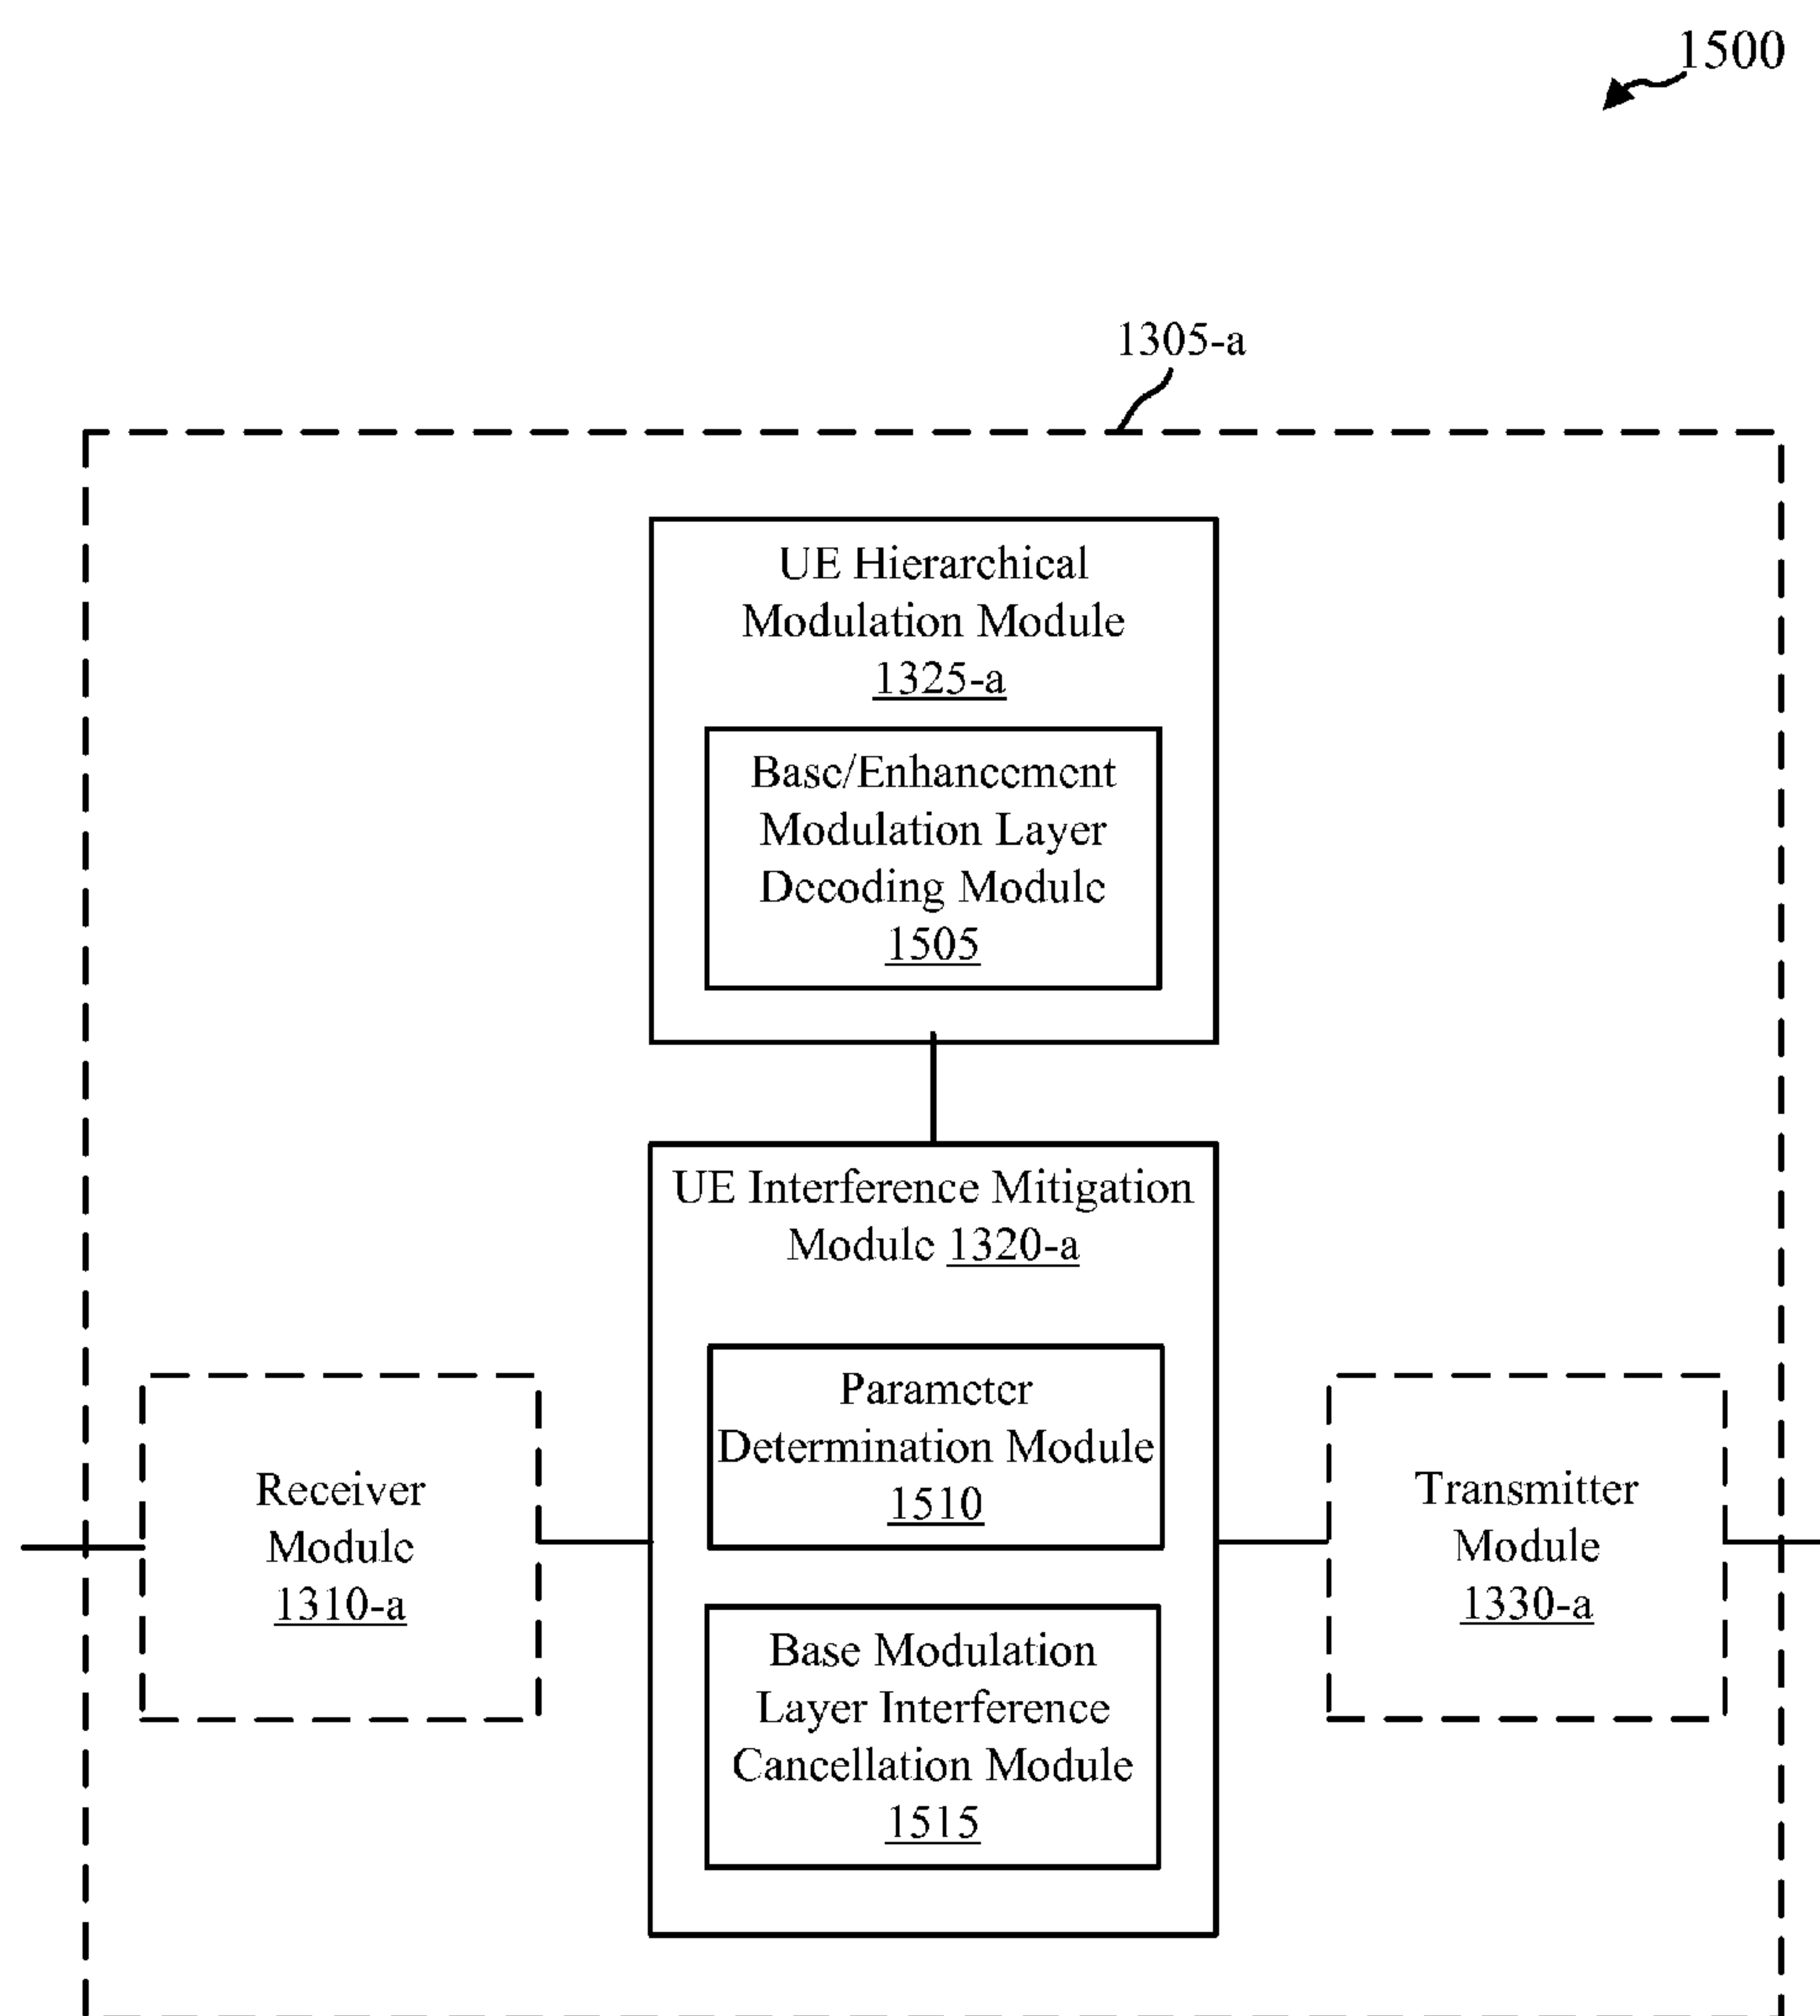 1500
1305-a
UE Hierarchical
Modulation Module
1325-a
Base/Enhancement
Modulation Layer
Decoding Module
1505
UE Interference Mitigation
Module 1320-a
Parameter
Determination Module
1510
Receiver
Module
1310-a
Transmitter
Module
1330-a
Base Modulation
Layer Interference
Cancellation Module
1515